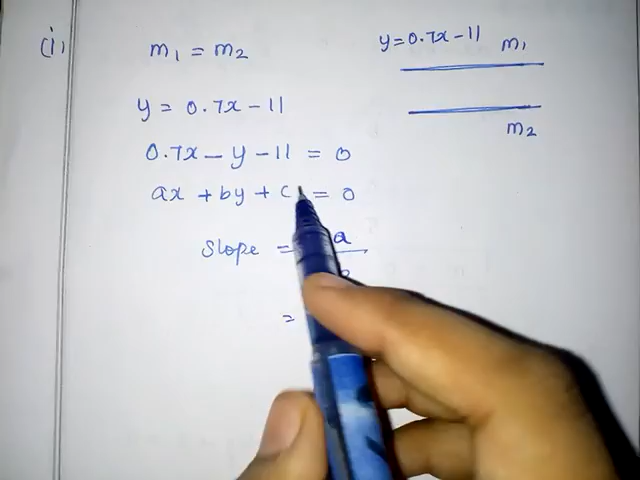 (i)
m₁ = m₂
y = 0.7x - 11
0.7x - y - 11 = 0
ax + by + c = 0
Slope = a
=
y = 0.7x - 11 m₁
m₂